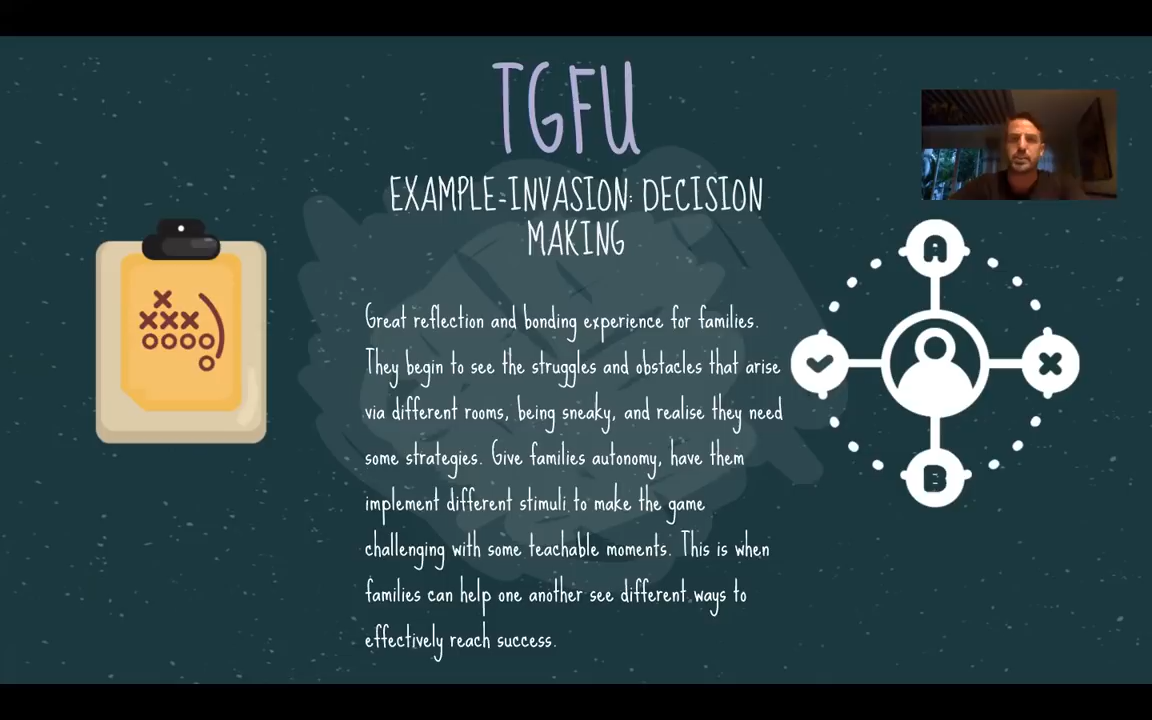 TGFU
EXAMPLE-INVASION: DECISION
MAKING
Great reflection and bonding experience for families.
They begin to see the struggles and obstacles that arise
via different rooms, being sneaky, and realise they need
some strategies. Give families autonomy, have them
implement different stimuli to make the game
challenging with some teachable moments. This is when
families can help one another see different ways to
effectively reach success.
A
B